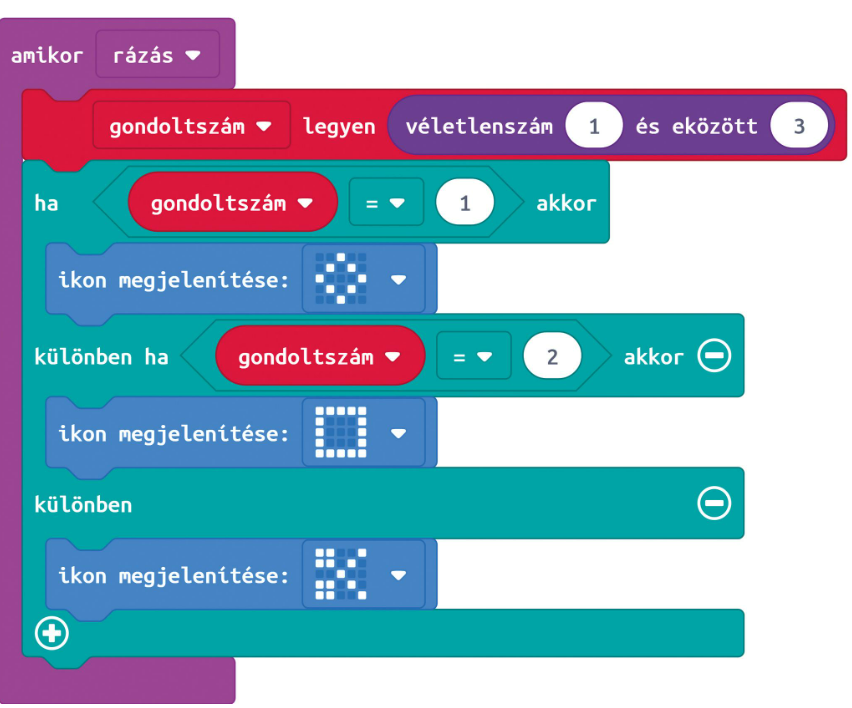 amikor rázás
gondoltszám legyen véletlenszám 1 és eközött 3
ha gondoltszám = 1 akkor
ikon megjelenítése:
különben ha gondoltszám = 2 akkor
ikon megjelenítése:
különben
ikon megjelenítése: